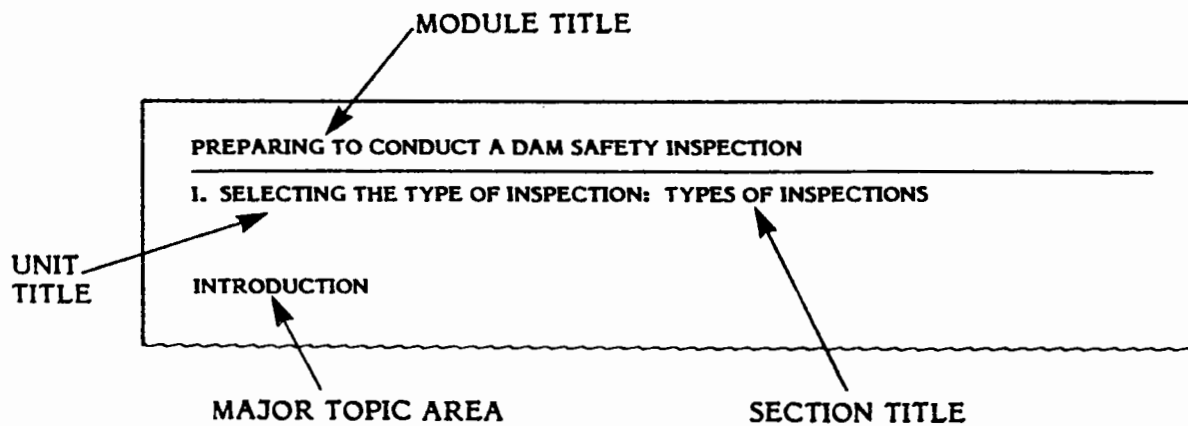 MODULE TITLE
PREPARING TO CONDUCT A DAM SAFETY INSPECTION
I. SELECTING THE TYPE OF INSPECTION: TYPES OF INSPECTIONS
UNIT
TITLE
INTRODUCTION
MAJOR TOPIC AREA
SECTION TITLE